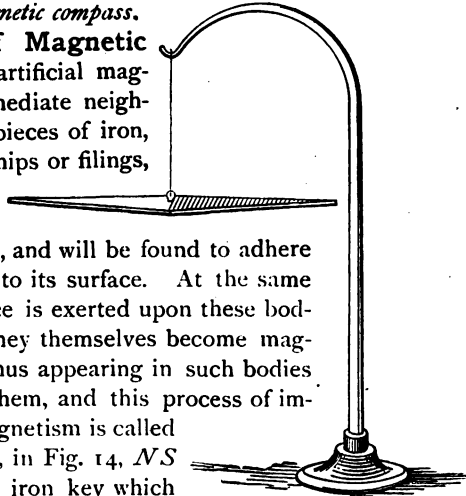 netic compass.
f Magnetic
artificial mag-
mediate neigh-
pieces of iron,
hips or filings,
, and will be found to adhere
to its surface. At the same
ce is exerted upon these bod-
hey themselves become mag-
hus appearing in such bodies
hem, and this process of im-
gnetism is called
, in Fig. 14, NS
iron key which